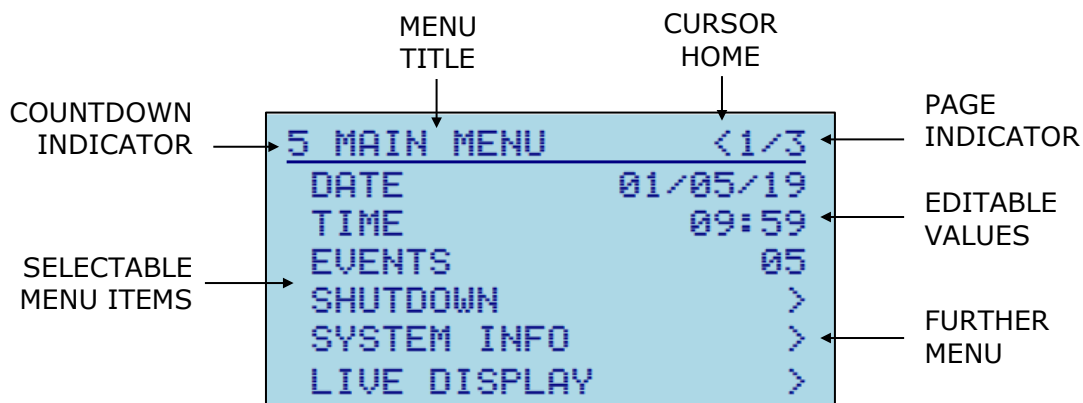 MENU
TITLE
CURSOR
HOME
COUNTDOWN
INDICATOR
PAGE
INDICATOR
5 MAIN MENU <1/3
DATE 01/05/19
TIME 09:59
EVENTS 05
SHUTDOWN >
SYSTEM INFO >
LIVE DISPLAY >
EDITABLE
VALUES
SELECTABLE
MENU ITEMS
FURTHER
MENU